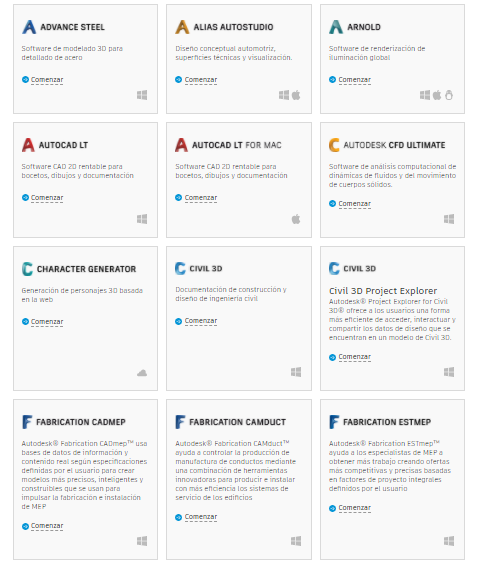 ADVANCE STEEL
Software de modelado 3D para
detallado de acero
Comenzar
ALIAS AUTOSTUDIO
Diseño conceptual automotriz,
superficies técnicas y visualización.
Comenzar
ARNOLD
Software de renderización de
iluminación global
Comenzar
AUTOCAD LT
Software CAD 2D rentable para
bocetos, dibujos y documentación
Comenzar
AUTOCAD LT FOR MAC
Software CAD 2D rentable para
bocetos, dibujos y documentación
Comenzar
AUTODESK CFD ULTIMATE
Software de análisis computacional de
dinámicas de fluidos y del movimiento
de cuerpos sólidos.
Comenzar
CHARACTER GENERATOR
Generación de personajes 3D basada
en la web
Comenzar
CIVIL 3D
Documentación de construcción y
diseño de ingeniería civil
Comenzar
CIVIL 3D
Civil 3D Project Explorer
Autodesk® Project Explorer for Civil
3D® ofrece a los usuarios una forma
más eficiente de acceder, interactuar y
compartir los datos de diseño que se
encuentran en un modelo de Civil 3D.
Comenzar
FABRICATION CADMEP
Autodesk® Fabrication CADmep™ usa
bases de datos de información y
contenido real según especificaciones
definidas por el usuario para crear
modelos más precisos, inteligentes y
construibles que se usan para
impulsar la fabricación e instalación
de MEP
Comenzar
FABRICATION CAMDUCT
Autodesk® Fabrication CAMduct™
ayuda a controlar la producción de
manufactura de conductos mediante
una combinación de herramientas
innovadoras para producir e instalar
con más eficiencia los sistemas de
servicio de los edificios
Comenzar
FABRICATION ESTMEP
Autodesk® Fabrication ESTmep™
ayuda a los especialistas de MEP a
obtener más trabajo creando ofertas
más competitivas y precisas basadas
en factores de proyecto integrales
definidos por el usuario
Comenzar